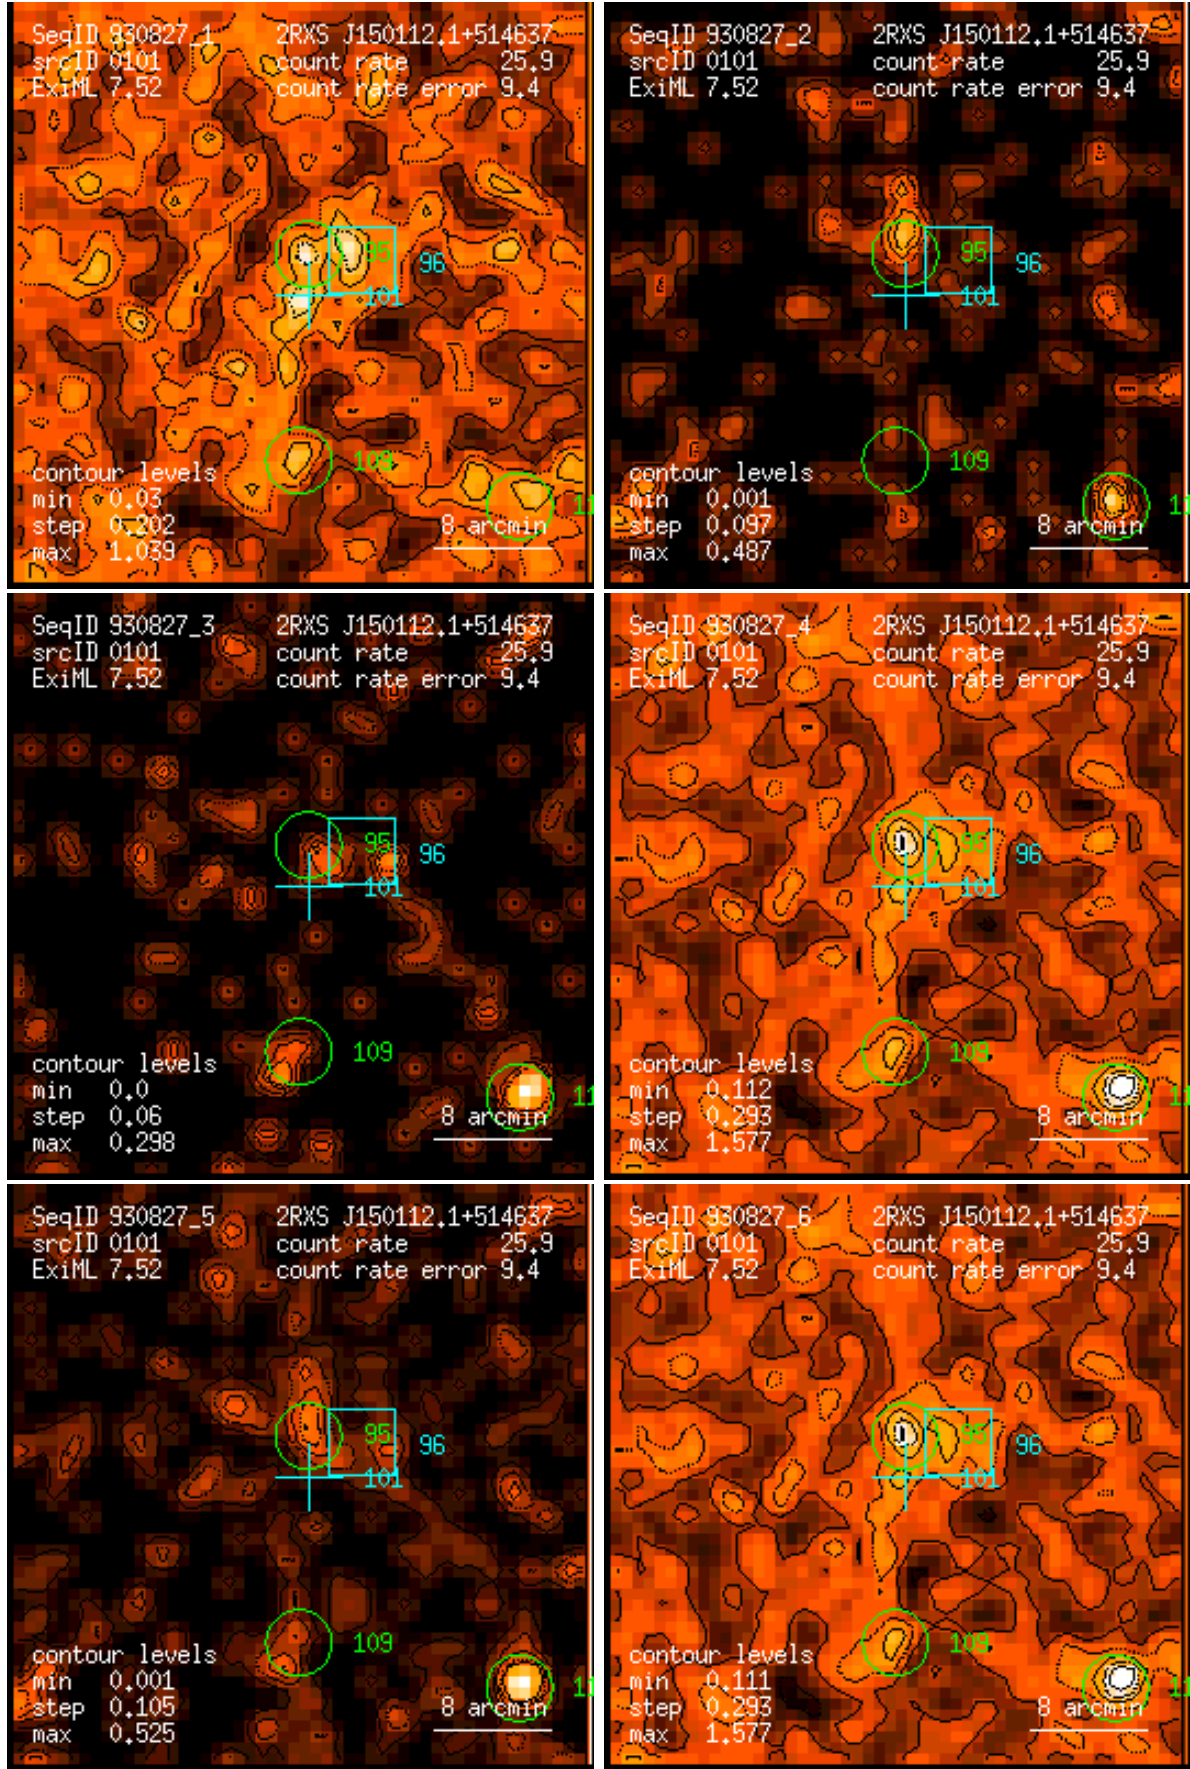 SeqID 930827_1 2RXS J150112.1+514637
srcID 0101 count rate 25.9
ExiML 7.52 count rate error 9.4
95
96
101
109
contour levels
min 0.03
11
step 0.202 8 arcmin
max 1.039
SeqID 930827_2 2RXS J150112.1+514637
srcID 0101 count rate 25.9
ExiML 7.52 count rate error 9.4
95
96
101
109
contour levels
min 0.001
11
step 0.097 8 arcmin
max 0.487
SeqID 930827_3 2RXS J150112.1+514637
srcID 0101 count rate 25.9
ExiML 7.52 count rate error 9.4
95
96
101
109
contour levels
min 0.0
11
step 0.06 8 arcmin
max 0.298
SeqID 930827_4 2RXS J150112.1+514637
srcID 0101 count rate 25.9
ExiML 7.52 count rate error 9.4
95
96
101
109
contour levels
min 0.112
11
step 0.293 8 arcmin
max 1.577
SeqID 930827_5 2RXS J150112.1+514637
srcID 0101 count rate 25.9
ExiML 7.52 count rate error 9.4
95
96
101
109
contour levels
min 0.001
11
step 0.105 8 arcmin
max 0.525
SeqID 930827_6 2RXS J150112.1+514637
srcID 0101 count rate 25.9
ExiML 7.52 count rate error 9.4
95
96
101
109
contour levels
min 0.111
11
step 0.293 8 arcmin
max 1.577